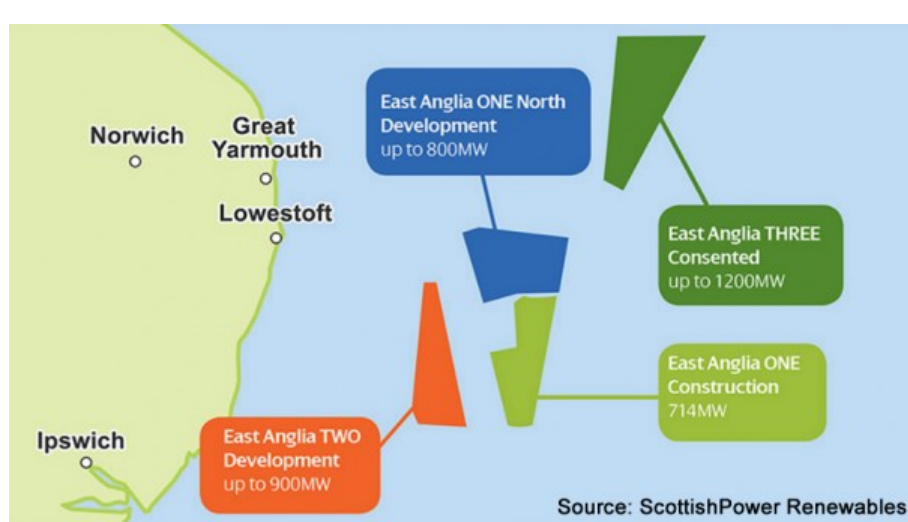 East Anglia ONE North
Development
up to 800MW
Norwich
Great
Yarmouth
Lowestoft
East Anglia THREE
Consented
up to 1200MW
East Anglia ONE
Construction
714MW
Ipswich
East Anglia TWO
Development
up to 900MW
Source: ScottishPower Renewables